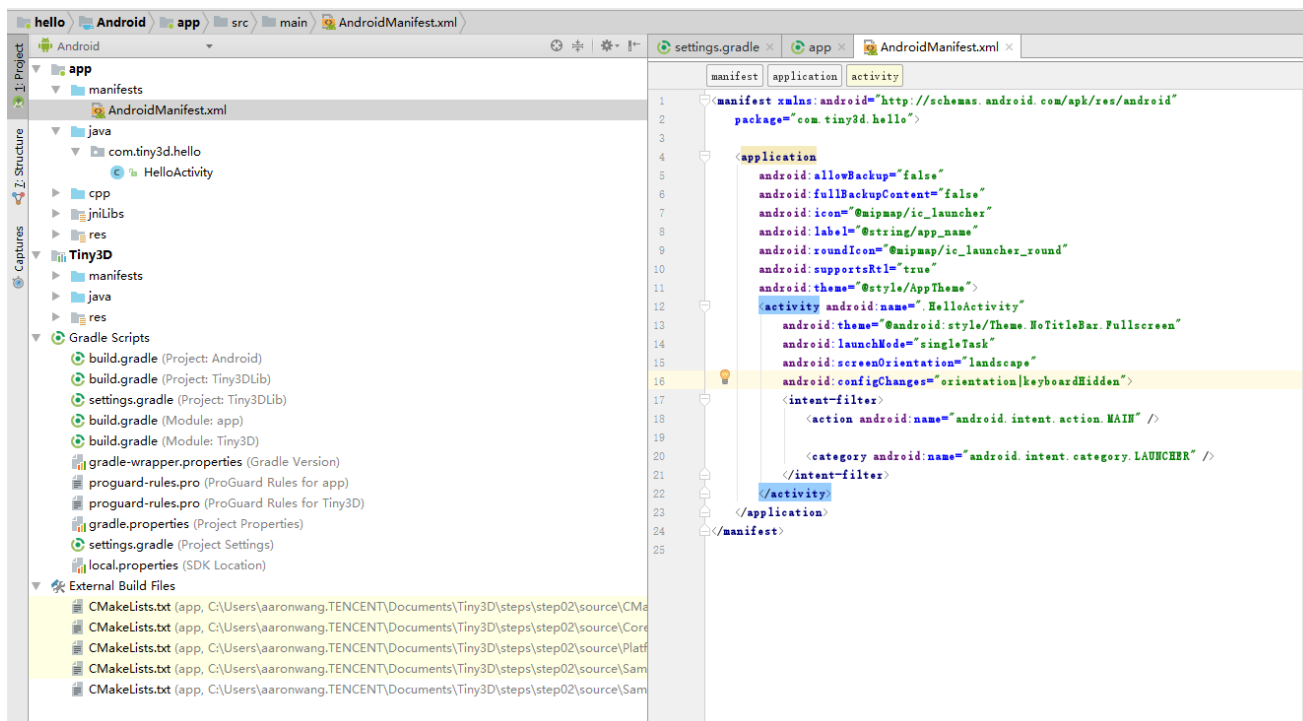 hello Android app src main AndroidManifest.xml
1: Project
Z: Structure
Captures
Android
app
manifests
AndroidManifest.xml
java
com.tiny3d.hello
HelloActivity
cpp
jniLibs
res
Tiny3D
manifests
java
res
Gradle Scripts
build.gradle (Project: Android)
build.gradle (Project: Tiny3DLib)
settings.gradle (Project: Tiny3DLib)
build.gradle (Module: app)
build.gradle (Module: Tiny3D)
gradle-wrapper.properties (Gradle Version)
proguard-rules.pro (ProGuard Rules for app)
proguard-rules.pro (ProGuard Rules for Tiny3D)
gradle.properties (Project Properties)
settings.gradle (Project Settings)
local.properties (SDK Location)
External Build Files
CMakeLists.txt (app, C:\Users\aaronwang.TENCENT\Documents\Tiny3D\steps\step02\source\CMa
CMakeLists.txt (app, C:\Users\aaronwang.TENCENT\Documents\Tiny3D\steps\step02\source\Core
CMakeLists.txt (app, C:\Users\aaronwang.TENCENT\Documents\Tiny3D\steps\step02\source\Platf
CMakeLists.txt (app, C:\Users\aaronwang.TENCENT\Documents\Tiny3D\steps\step02\source\Sam
CMakeLists.txt (app, C:\Users\aaronwang.TENCENT\Documents\Tiny3D\steps\step02\source\Sam
settings.gradle app AndroidManifest.xml
manifest application activity
1 <manifest xmlns:android="http://schemas.android.com/apk/res/android"
2 package="com.tiny3d.hello">
3
4 <application
5 android:allowBackup="false"
6 android:fullBackupContent="false"
7 android:icon="@mipmap/ic_launcher"
8 android:label="@string/app_name"
9 android:roundIcon="@mipmap/ic_launcher_round"
10 android:supportsRtl="true"
11 android:theme="@style/AppTheme">
12 <activity android:name=".HelloActivity"
13 android:theme="@android:style/Theme.NoTitleBar.Fullscreen"
14 android:launchMode="singleTask"
15 android:screenOrientation="landscape"
16 android:configChanges="orientation|keyboardHidden">
17 <intent-filter>
18 <action android:name="android.intent.action.MAIN" />
19
20 <category android:name="android.intent.category.LAUNCHER" />
21 </intent-filter>
22 </activity>
23 </application>
24 </manifest>
25